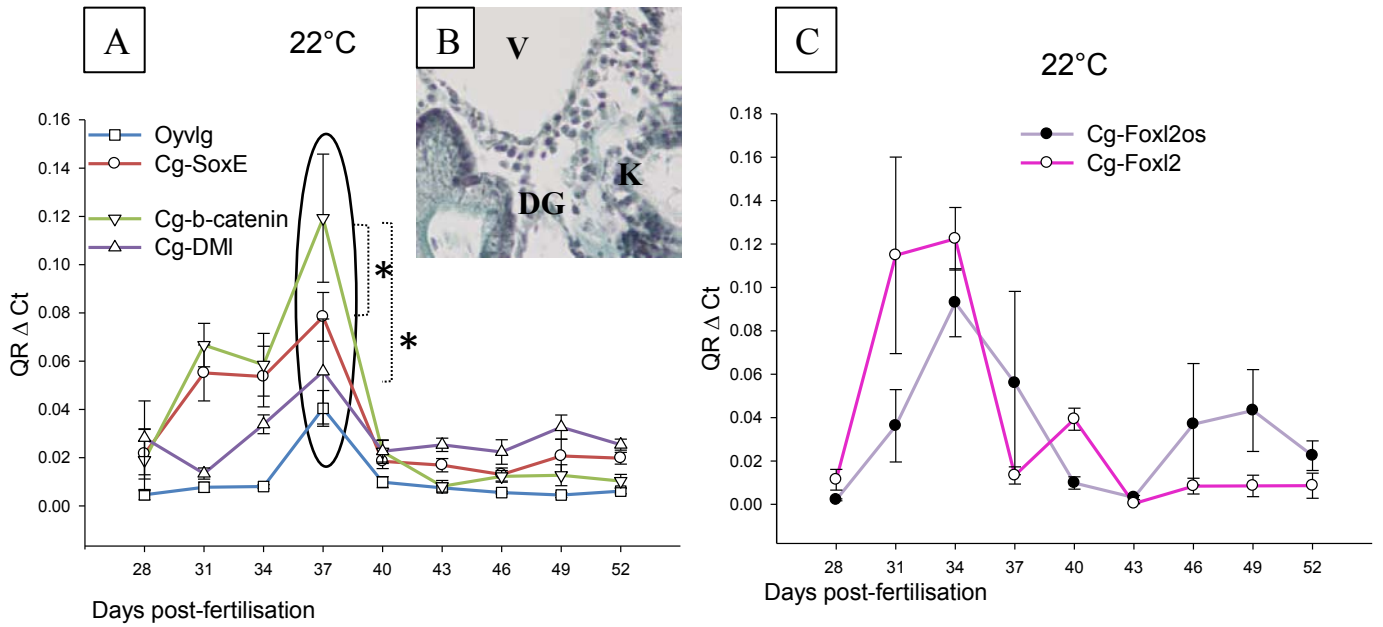 A
22°C
Oyvlg
Cg-SoxE
Cg-b-catenin
Cg-DMl
0.16
0.14
0.12
0.10
0.08
0.06
0.04
0.02
0.00
QR Δ Ct
*
*
28 31 34 37 40 43 46 49 52
Days post-fertilisation
B
V
K
DG
C
22°C
Cg-Foxl2os
Cg-Foxl2
0.18
0.16
0.14
0.12
0.10
0.08
0.06
0.04
0.02
0.00
QR Δ Ct
28 31 34 37 40 43 46 49 52
Days post-fertilisation